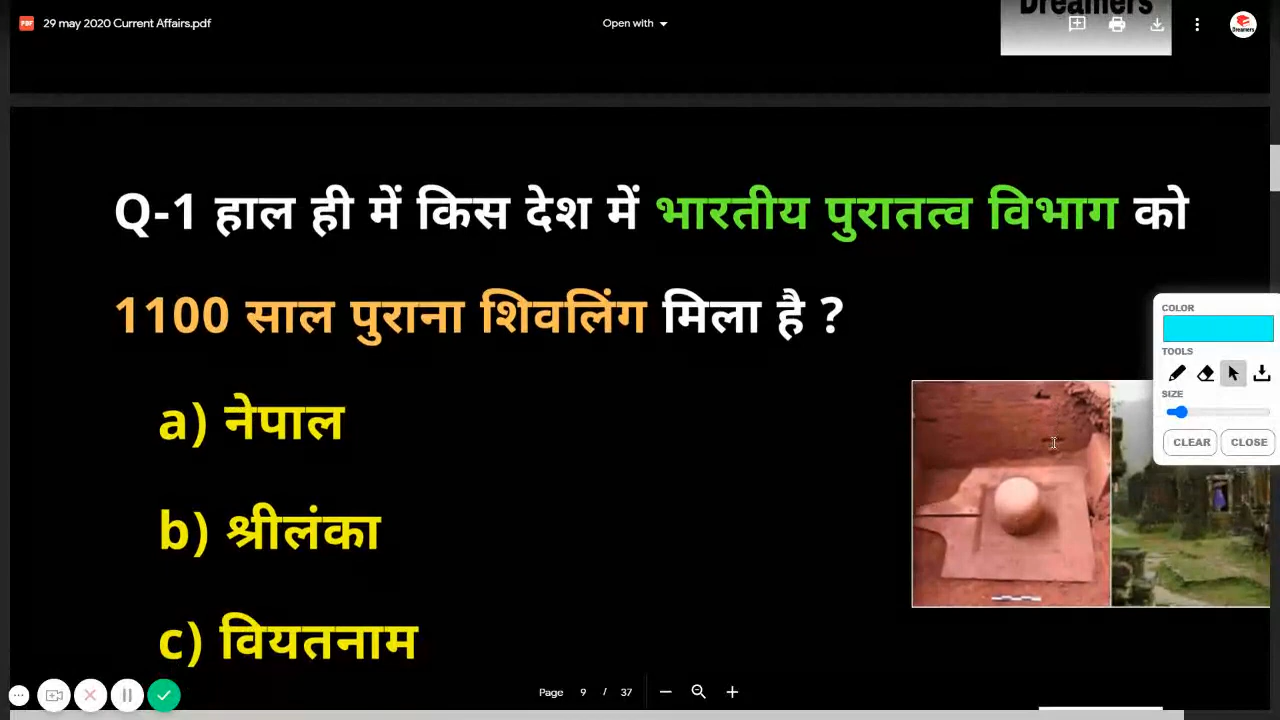 Dreamers
29 may 2020 Current Affairs.pdf
Open with
Dreamers
Q-1 हाल ही में किस देश में भारतीय पुरातत्व विभाग को
1100 साल पुराना शिवलिंग मिला है ?
a) नेपाल
b) श्रीलंका
c) वियतनाम
COLOR
TOOLS
SIZE
CLEAR
CLOSE
Page 9 / 37